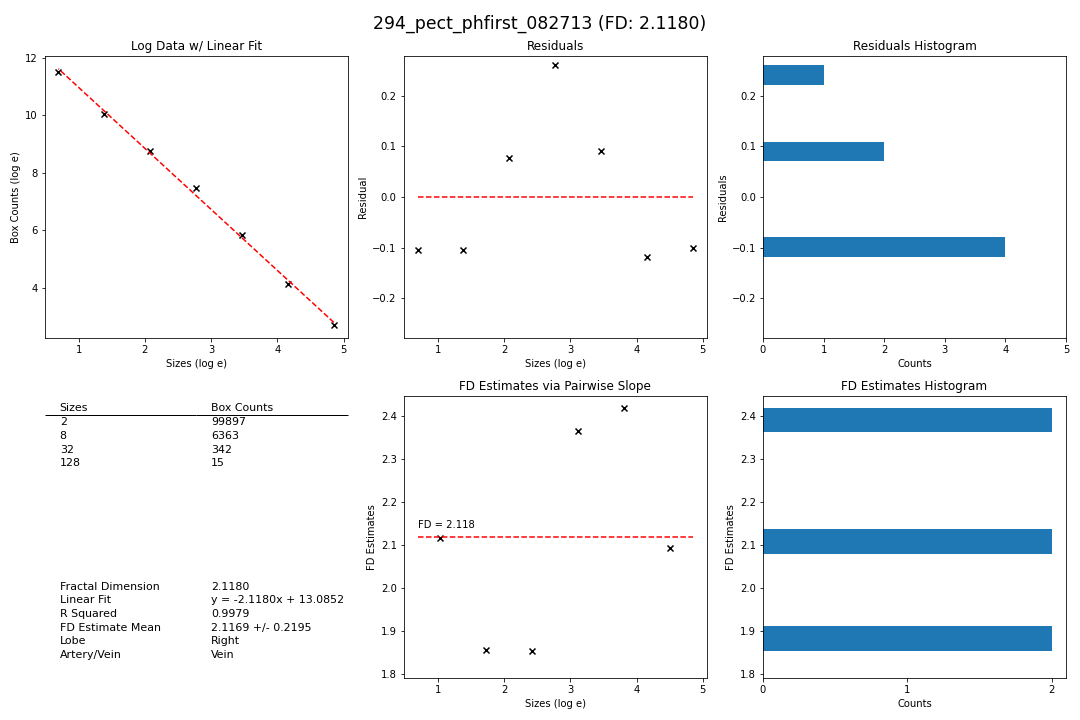 294_pect_phfirst_082713 (FD: 2.1180)
Log Data w/ Linear Fit
Box Counts (log e)
12
10
8
6
4
1 2 3 4 5
Sizes (log e)
Residuals
Residual
0.2
0.1
0.0
−0.1
−0.2
1 2 3 4 5
Sizes (log e)
Residuals Histogram
Residuals
0.2
0.1
0.0
−0.1
−0.2
0 1 2 3 4 5
Counts
Sizes Box Counts
2 99897
8 6363
32 342
128 15
Fractal Dimension 2.1180
Linear Fit y = -2.1180x + 13.0852
R Squared 0.9979
FD Estimate Mean 2.1169 +/- 0.2195
Lobe Right
Artery/Vein Vein
FD Estimates via Pairwise Slope
FD Estimates
2.4
2.3
2.2
2.1
2.0
1.9
1.8
FD = 2.118
1 2 3 4 5
Sizes (log e)
FD Estimates Histogram
FD Estimates
2.4
2.3
2.2
2.1
2.0
1.9
1.8
0 1 2
Counts